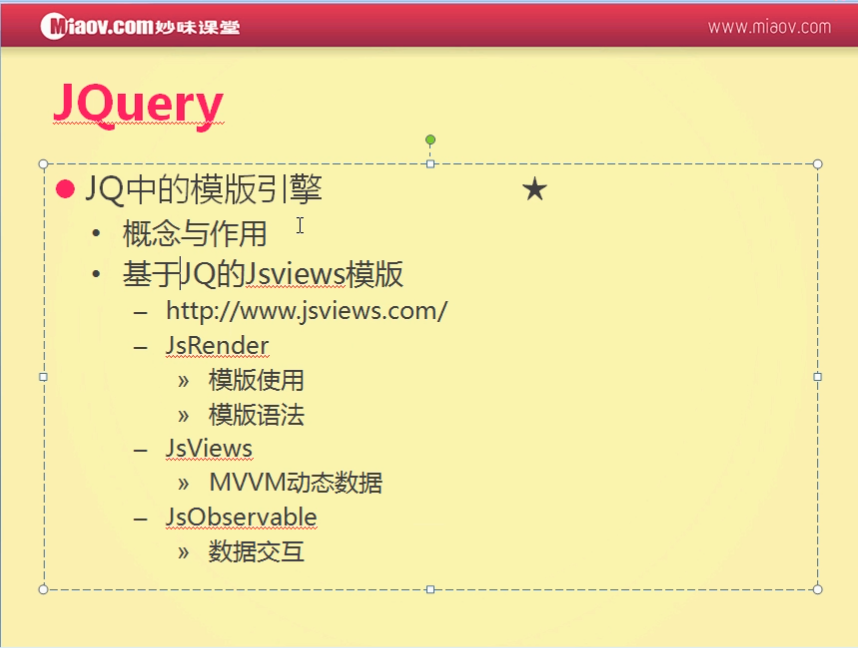 Miaov.com妙味课堂
www.miaov.com
JQuery
JQ中的模版引擎 ★
概念与作用
基于JQ的Jsviews模版
– http://www.jsviews.com/
– JsRender
» 模版使用
» 模版语法
– JsViews
» MVVM动态数据
– JsObservable
» 数据交互